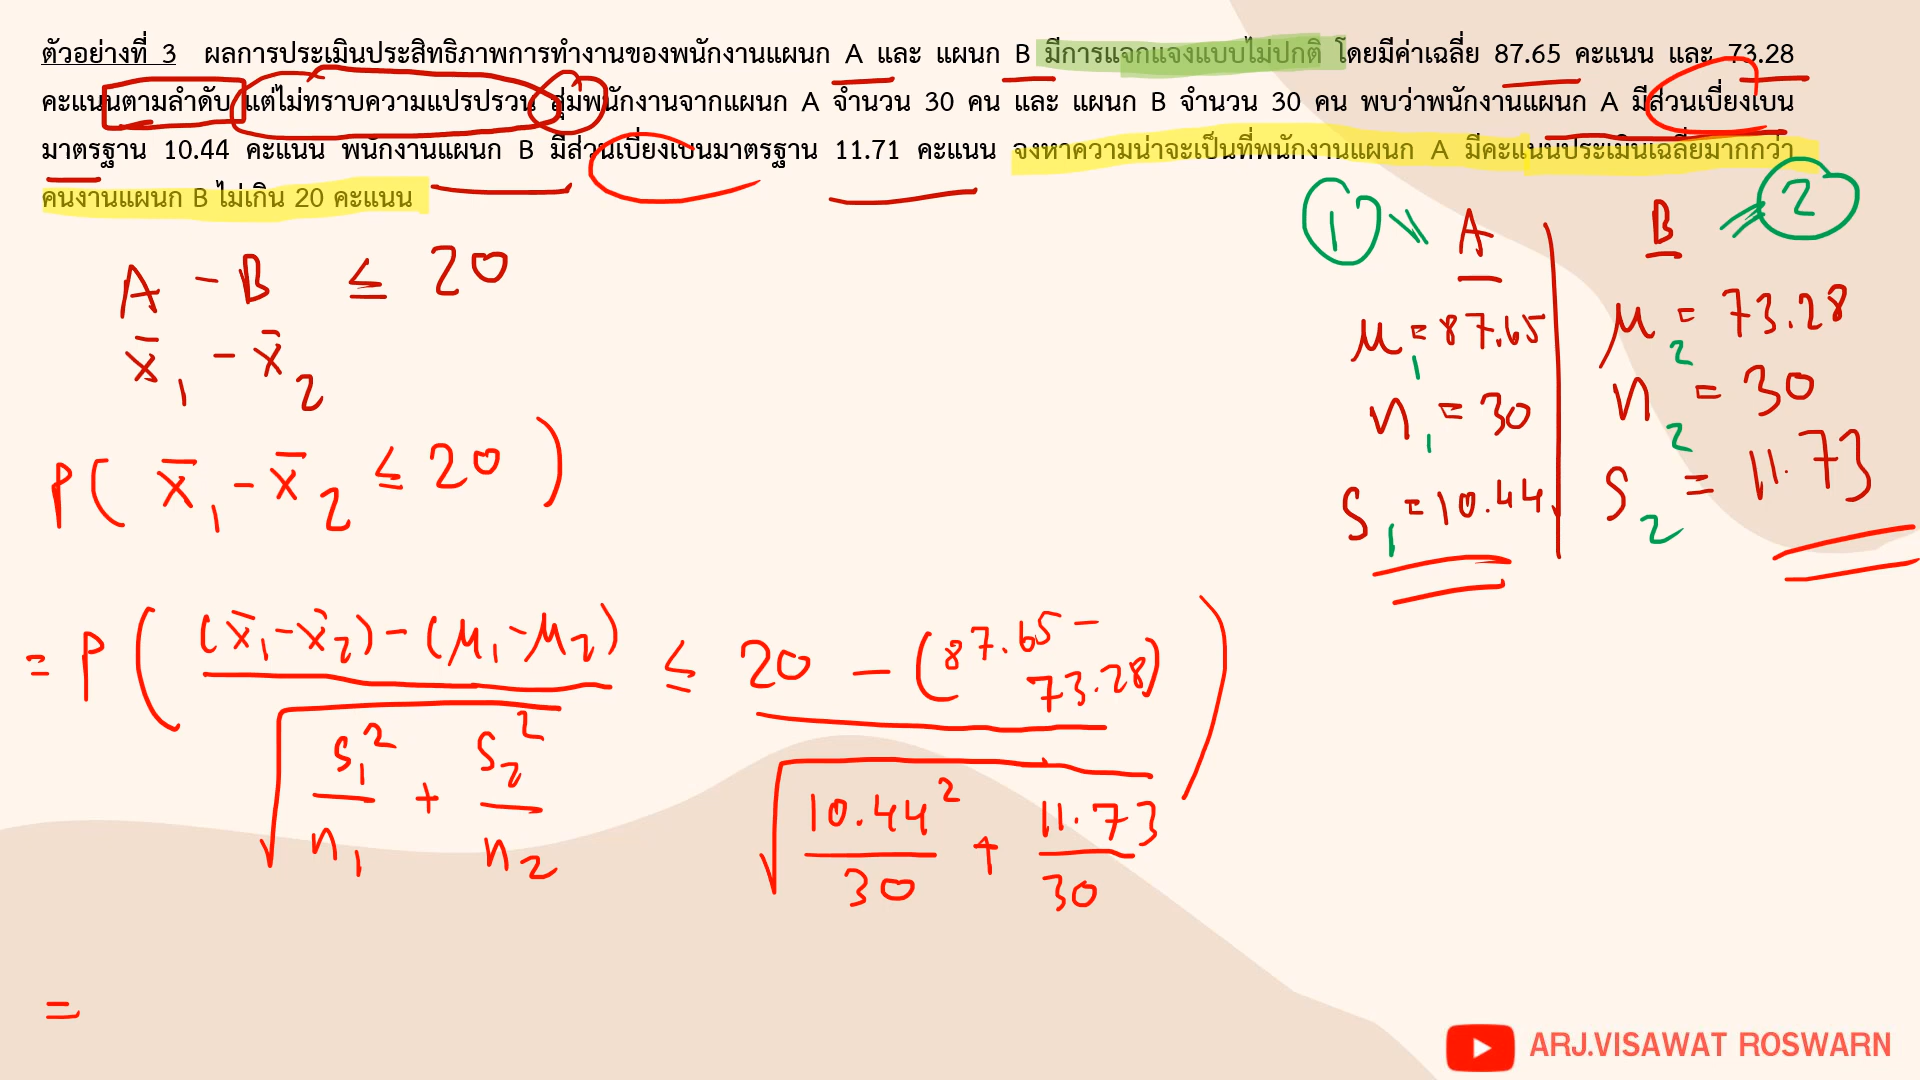 ตัวอย่างที่ 3 ผลการประเมินประสิทธิภาพการทำงานของพนักงานแผนก A และ แผนก B มีการแจกแจงแบบไม่ปกติ โดยมีค่าเฉลี่ย 87.65 คะแนน และ 73.28
คะแนนตามลำดับ แต่ไม่ทราบความแปรปรวน สุ่มพนักงานจากแผนก A จำนวน 30 คน และ แผนก B จำนวน 30 คน พบว่าพนักงานแผนก A มีส่วนเบี่ยงเบน
มาตรฐาน 10.44 คะแนน พนักงานแผนก B มีส่วนเบี่ยงเบนมาตรฐาน 11.71 คะแนน จงหาความน่าจะเป็นที่พนักงานแผนก A มีคะแนนประเมินเฉลี่ยมากกว่า
คนงานแผนก B ไม่เกิน 20 คะแนน
1 A B 2
A - B ≤ 20
x̄₁ - x̄₂
μ₁ = 87.65 μ₂ = 73.28
n₁ = 30 n₂ = 30
S₁ = 10.44 S₂ = 11.73
P( x̄₁ - x̄₂ ≤ 20 )
= P( (x̄₁ - x̄₂) - (μ₁ - μ₂) / √(S₁²/n₁ + S₂²/n₂) ≤ 20 - (87.65 - 73.28) / √(10.44²/30 + 11.73/30) )
=
ARJ.VISAWAT ROSWARN